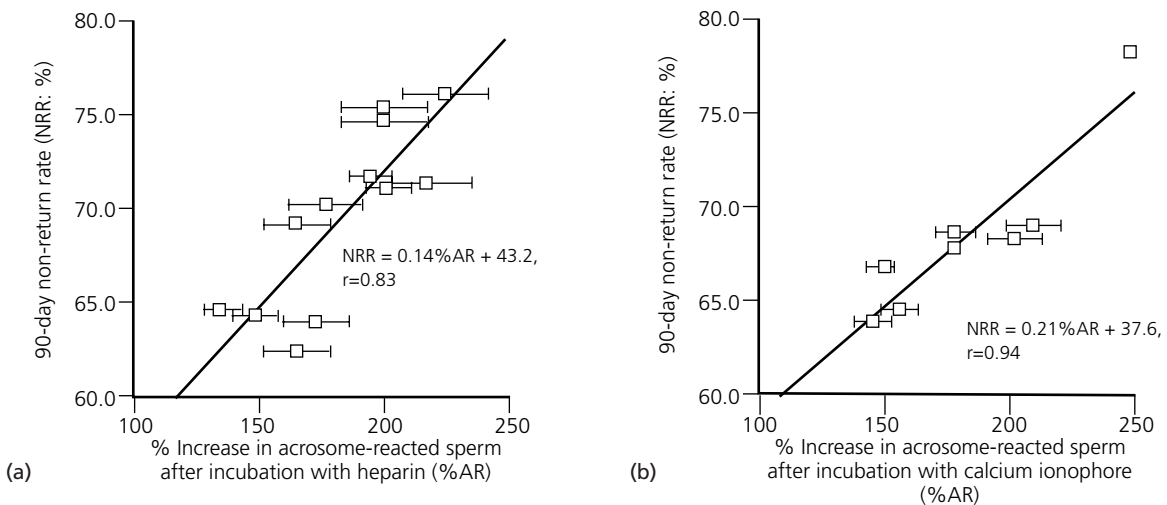 80.0
75.0
70.0
65.0
60.0
90-day non-return rate (NRR: %)
NRR = 0.14%AR + 43.2,
r=0.83
100
150
200
250
% Increase in acrosome-reacted sperm
after incubation with heparin (%AR)
(a)
80.0
75.0
70.0
65.0
60.0
90-day non-return rate (NRR: %)
NRR = 0.21%AR + 37.6,
r=0.94
100
150
200
250
% Increase in acrosome-reacted sperm
after incubation with calcium ionophore
(%AR)
(b)